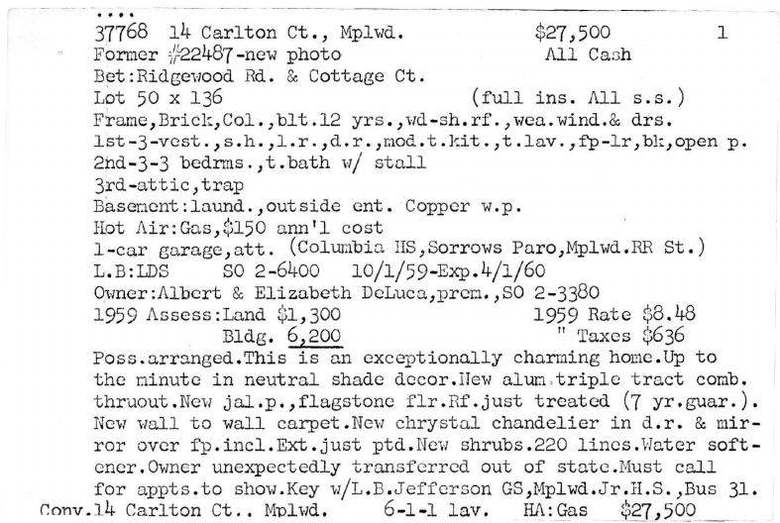 ....
37768 14 Carlton Ct., Mplwd. $27,500 1
Former #22487-new photo All Cash
Bet:Ridgewood Rd. & Cottage Ct.
Lot 50 x 136 (full ins. All s.s.)
Frame,Brick,Col.,blt.12 yrs.,wd-sh.rf.,wea.wind.& drs.
1st-3-vest.,s.h.,l.r.,d.r.,mod.t.kit.,t.lav.,fp-lr,bk,open p.
2nd-3-3 bedrms.,t.bath w/ stall
3rd-attic,trap
Basement:laund.,outside ent. Copper w.p.
Hot Air:Gas,$150 ann'l cost
1-car garage,att. (Columbia HS,Sorrows Paro,Mplwd.RR St.)
L.B:LDS SO 2-6400 10/1/59-Exp.4/1/60
Owner:Albert & Elizabeth DeLuca,prem.,SO 2-3380
1959 Assess:Land $1,300 1959 Rate $8.48
Bldg. 6,200 " Taxes $636
Poss.arranged.This is an exceptionally charming home.Up to
the minute in neutral shade decor.New alum.triple tract comb.
thruout.New jal.p.,flagstone flr.Rf.just treated (7 yr.guar.).
New wall to wall carpet.New chrystal chandelier in d.r. & mir-
ror over fp.incl.Ext.just ptd.New shrubs.220 lines.Water soft-
ener.Owner unexpectedly transferred out of state.Must call
for appts.to show.Key w/L.B.Jefferson GS,Mplwd.Jr.H.S.,Bus 31.
Conv.14 Carlton Ct., Mplwd. 6-1-1 lav. HA:Gas $27,500